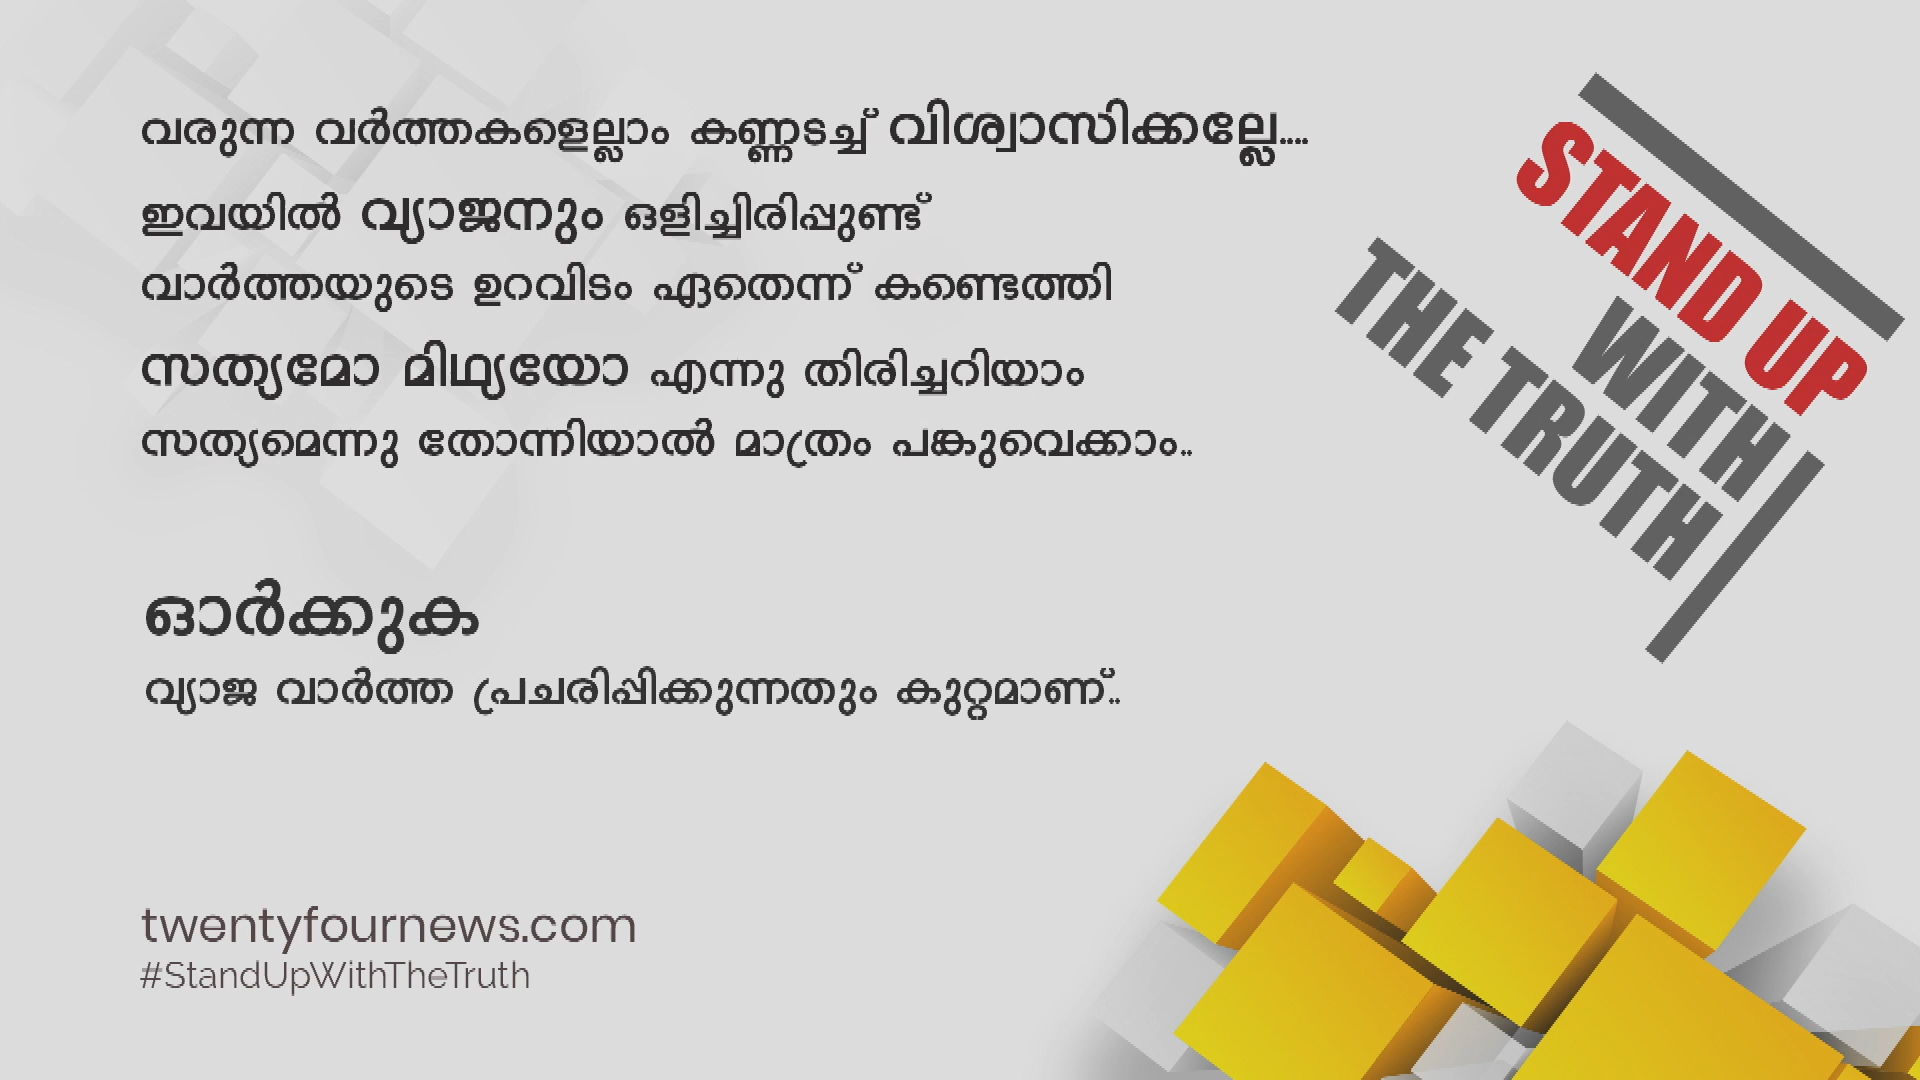 വരുന്ന വർത്തകളെല്ലാം കണ്ണടച്ച് വിശ്വാസിക്കല്ലേ....
ഇവയിൽ വ്യാജനും ഒളിച്ചിരിപ്പുണ്ട്
വാർത്തയുടെ ഉറവിടം ഏതെന്ന് കണ്ടെത്തി
സത്യമോ മിഥ്യയോ എന്നു തിരിച്ചറിയാം
സത്യമെന്നു തോന്നിയാൽ മാത്രം പങ്കുവെക്കാം..
ഓർക്കുക
വ്യാജ വാർത്ത പ്രചരിപ്പിക്കുന്നതും കുറ്റമാണ്..
STAND UP
WITH
THE TRUTH
twentyfournews.com
#StandUpWithTheTruth